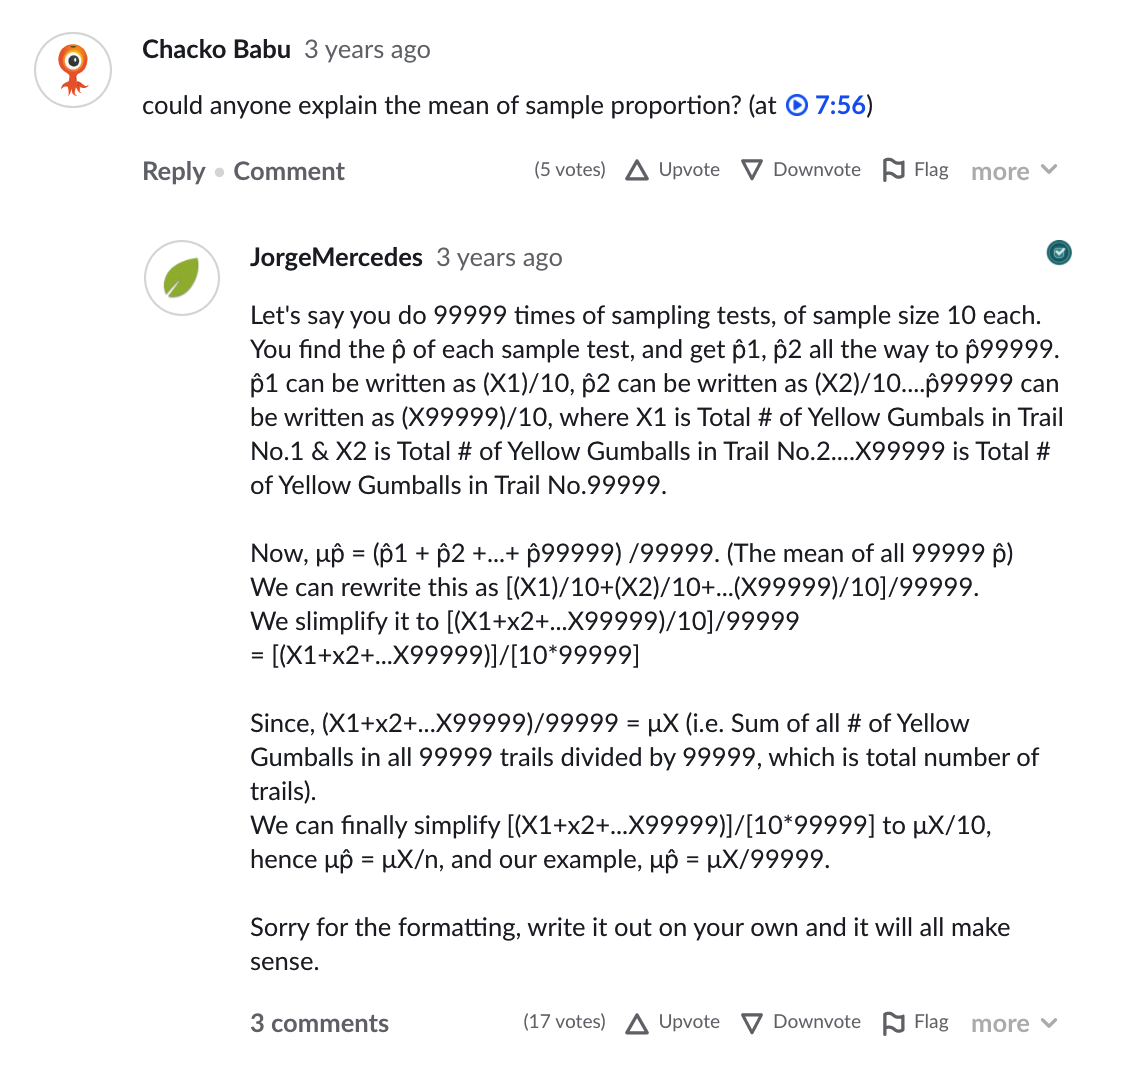 Chacko Babu 3 years ago
could anyone explain the mean of sample proportion? (at 7:56)
Reply • Comment (5 votes) Upvote Downvote Flag more
JorgeMercedes 3 years ago
Let's say you do 99999 times of sampling tests, of sample size 10 each.
You find the p̂ of each sample test, and get p̂1, p̂2 all the way to p̂99999.
p̂1 can be written as (X1)/10, p̂2 can be written as (X2)/10....p̂99999 can
be written as (X99999)/10, where X1 is Total # of Yellow Gumbals in Trail
No.1 & X2 is Total # of Yellow Gumballs in Trail No.2....X99999 is Total #
of Yellow Gumballs in Trail No.99999.
Now, μp̂ = (p̂1 + p̂2 +...+ p̂99999) /99999. (The mean of all 99999 p̂)
We can rewrite this as [(X1)/10+(X2)/10+...(X99999)/10]/99999.
We slimplify it to [(X1+x2+...X99999)/10]/99999
= [(X1+x2+...X99999)]/[10*99999]
Since, (X1+x2+...X99999)/99999 = μX (i.e. Sum of all # of Yellow
Gumballs in all 99999 trails divided by 99999, which is total number of
trails).
We can finally simplify [(X1+x2+...X99999)]/[10*99999] to μX/10,
hence μp̂ = μX/n, and our example, μp̂ = μX/99999.
Sorry for the formatting, write it out on your own and it will all make
sense.
3 comments (17 votes) Upvote Downvote Flag more